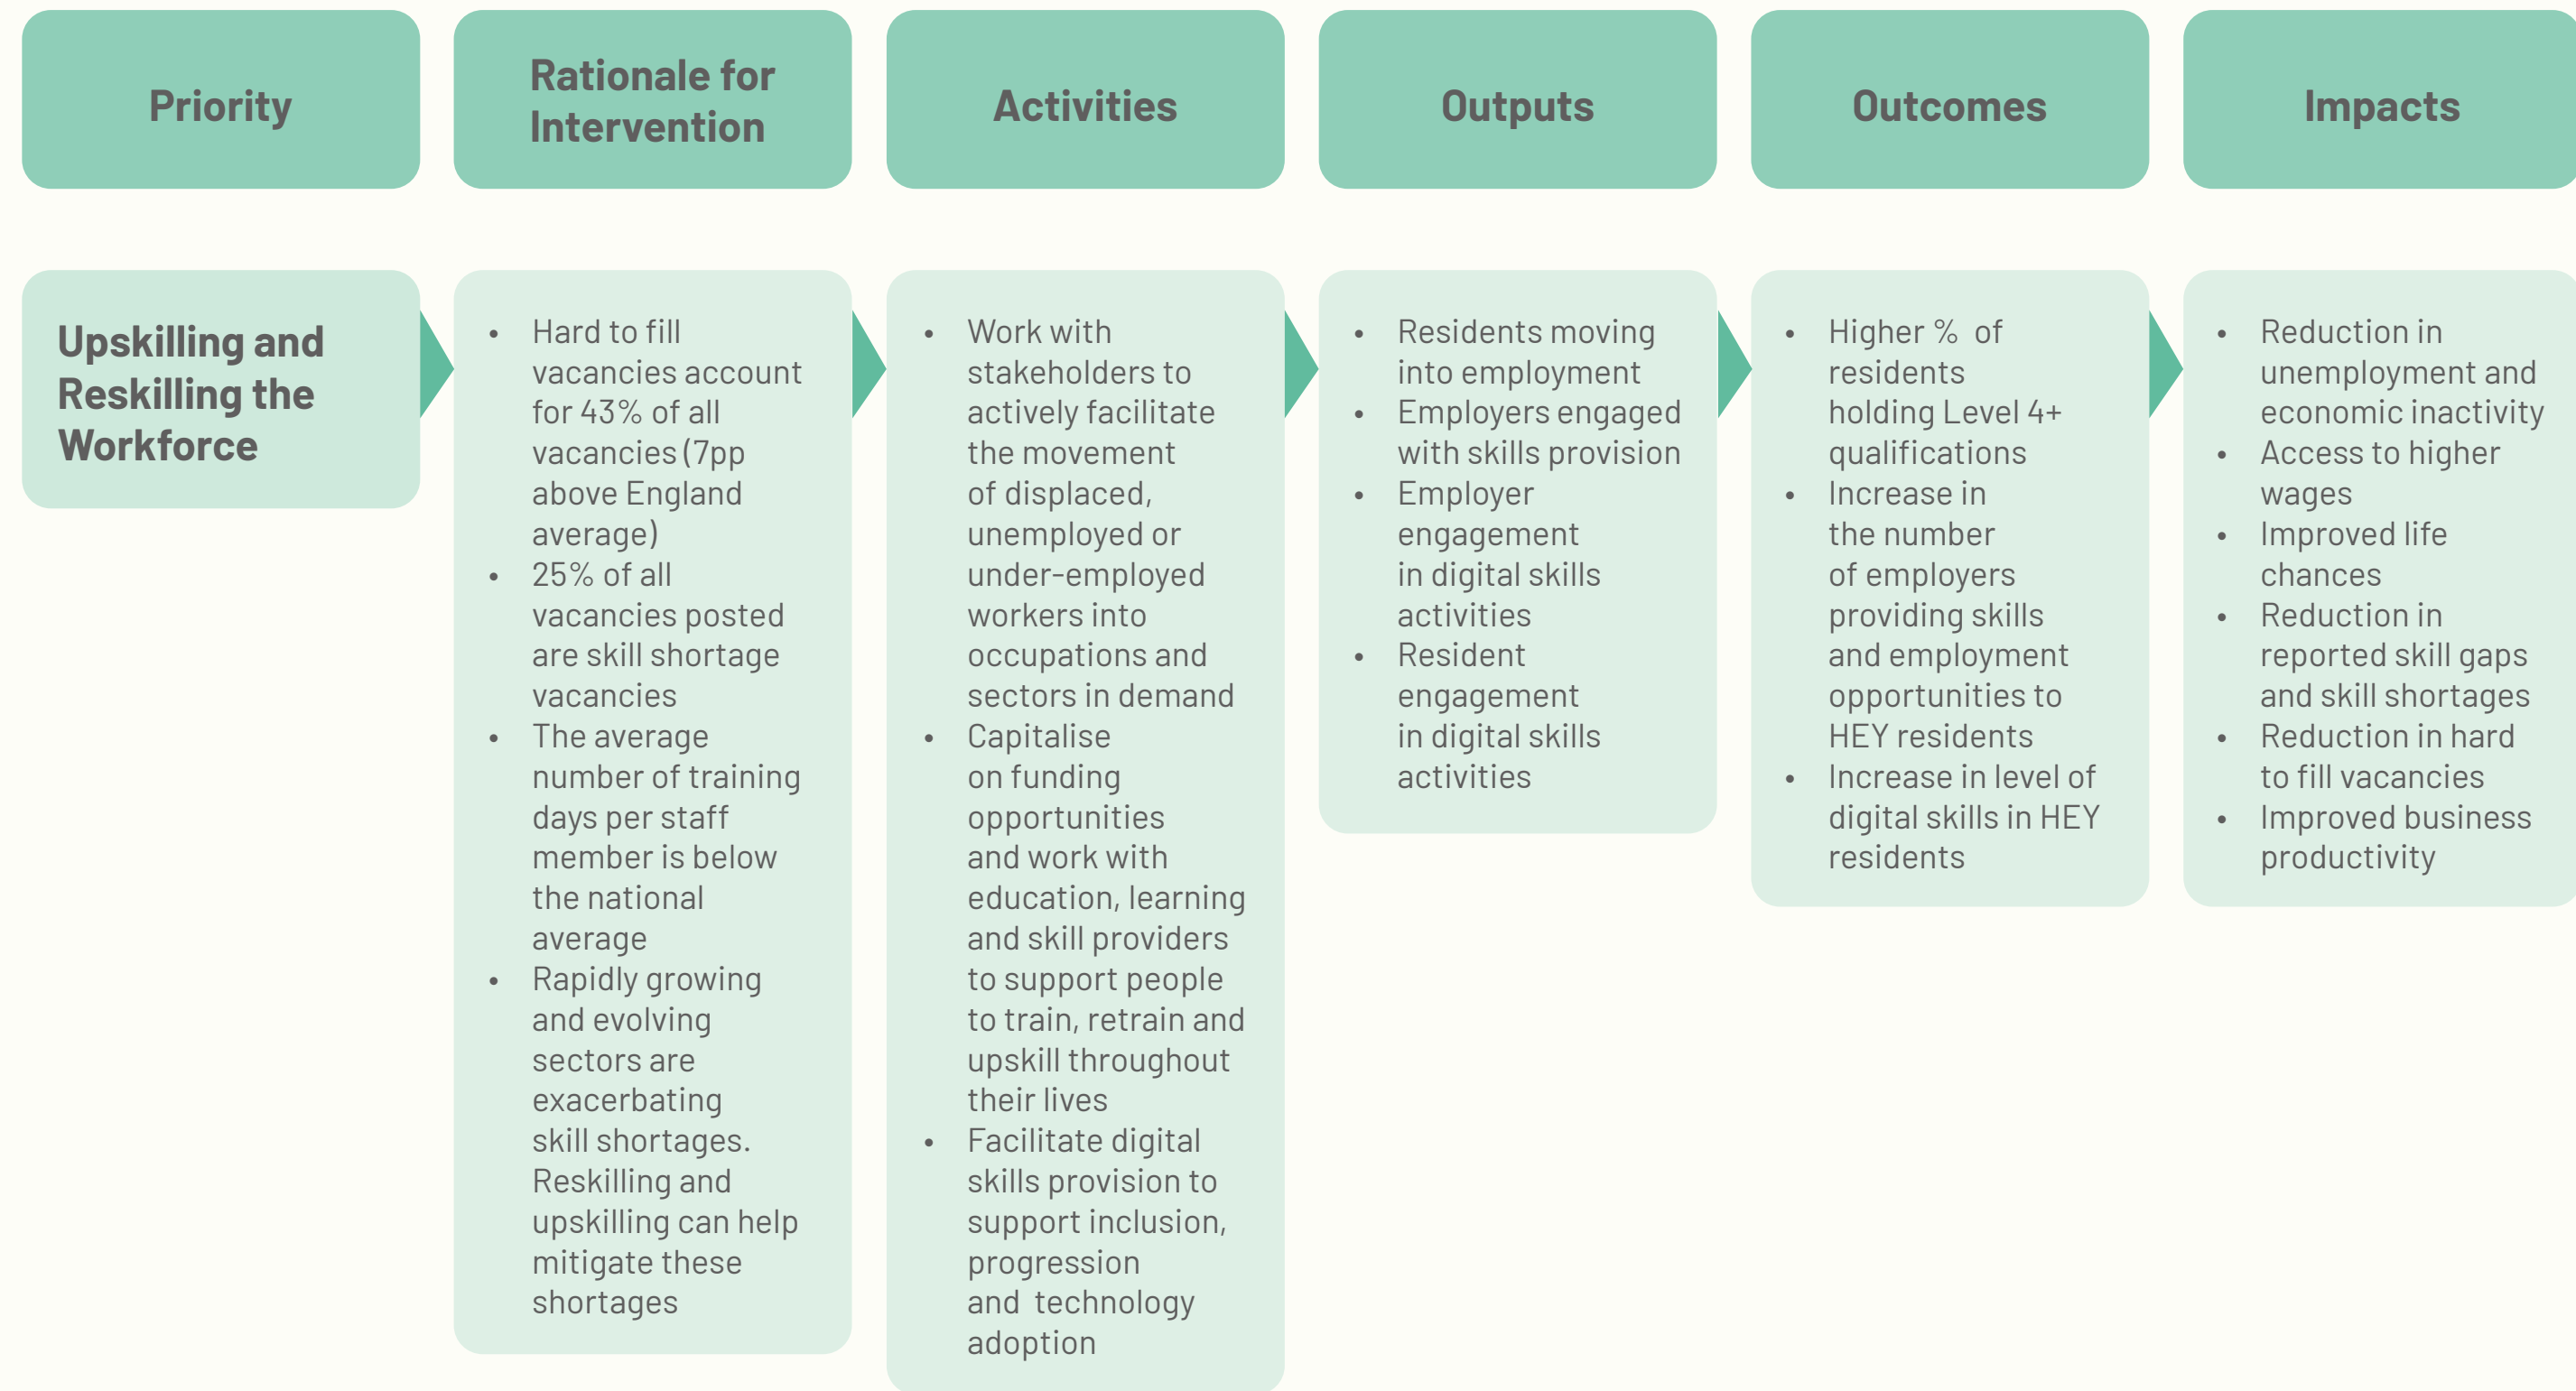 Priority
Rationale for
Intervention
Activities
Outputs
Outcomes
Impacts
Upskilling and
Reskilling the
Workforce
• Hard to fill
vacancies account
for 43% of all
vacancies (7pp
above England
average)
• 25% of all
vacancies posted
are skill shortage
vacancies
• The average
number of training
days per staff
member is below
the national
average
• Rapidly growing
and evolving
sectors are
exacerbating
skill shortages.
Reskilling and
upskilling can help
mitigate these
shortages
• Work with
stakeholders to
actively facilitate
the movement
of displaced,
unemployed or
under-employed
workers into
occupations and
sectors in demand
• Capitalise
on funding
opportunities
and work with
education, learning
and skill providers
to support people
to train, retrain and
upskill throughout
their lives
• Facilitate digital
skills provision to
support inclusion,
progression
and technology
adoption
• Residents moving
into employment
• Employers engaged
with skills provision
• Employer
engagement
in digital skills
activities
• Resident
engagement
in digital skills
activities
• Higher % of
residents
holding Level 4+
qualifications
• Increase in
the number
of employers
providing skills
and employment
opportunities to
HEY residents
• Increase in level of
digital skills in HEY
residents
• Reduction in
unemployment and
economic inactivity
• Access to higher
wages
• Improved life
chances
• Reduction in
reported skill gaps
and skill shortages
• Reduction in hard
to fill vacancies
• Improved business
productivity